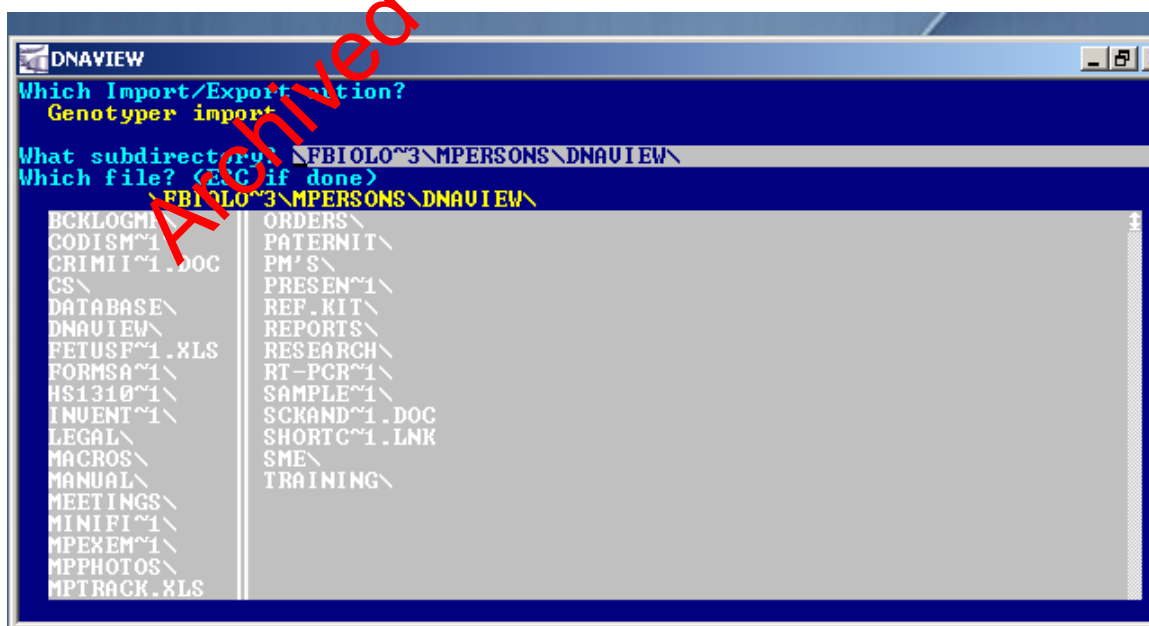 Archived
DNAVIEW
Which Import/Export action?
Genotyper import
What subdirectory? \FBIOLO~3\MPERSONS\DNAVIEW\
Which file? (ESC if done)
\FBIOLO~3\MPERSONS\DNAVIEW\
BCKLOGMP\
CODISM~1\
CRIMII~1.DOC
CS\
DATABASE\
DNAVIEW\
FETUSF~1.XLS
FORMSA~1\
HS1310~1\
INVENT~1\
LEGAL\
MACROS\
MANUAL\
MEETINGS\
MINIFI~1\
MPEXEM~1\
MPPHOTOS\
MPTRACK.XLS
ORDERS\
PATERNIT\
PM'S\
PRESEN~1\
REF.KIT\
REPORTS\
RESEARCH\
RT-PCR~1\
SAMPLE~1\
SCKAND~1.DOC
SHORTC~1.LNK
SME\
TRAINING\